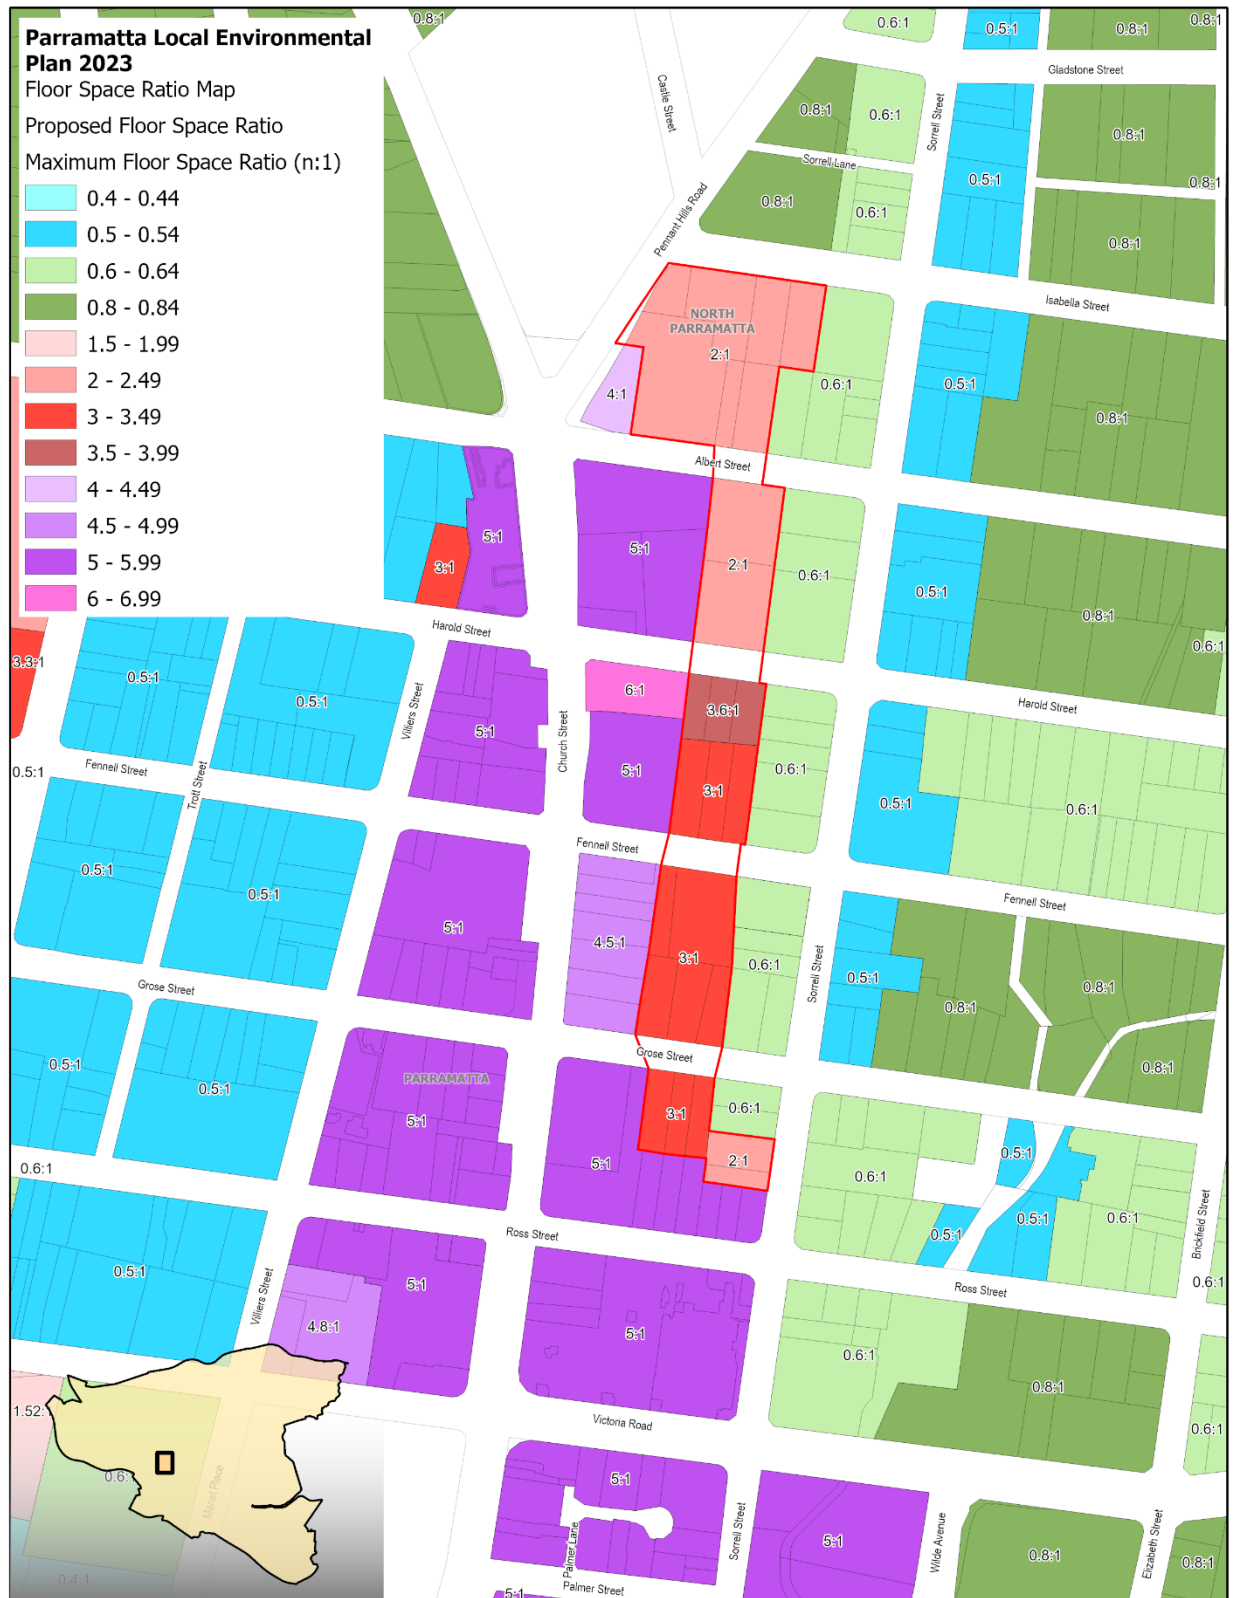 Parramatta Local Environmental
Plan 2023
Floor Space Ratio Map
Proposed Floor Space Ratio
Maximum Floor Space Ratio (n:1)
0.4 - 0.44
0.5 - 0.54
0.6 - 0.64
0.8 - 0.84
1.5 - 1.99
2 - 2.49
3 - 3.49
3.5 - 3.99
4 - 4.49
4.5 - 4.99
5 - 5.99
6 - 6.99
0.8:1
0.6:1
0.5:1
0.8:1
0.8:1
Gladstone Street
Castle Street
Sorrell Street
0.8:1
0.6:1
0.8:1
Sorrell Lane
0.5:1
0.8:1
Pennant Hills Road
0.8:1
0.6:1
0.8:1
Isabella Street
NORTH
PARRAMATTA
2:1
4:1
0.6:1
0.5:1
0.8:1
Albert Street
5:1
3:1
5:1
2:1
0.6:1
0.5:1
0.8:1
0.6:1
Harold Street
3.3:1
0.5:1
0.5:1
Villiers Street
5:1
Church Street
6:1
3.6:1
Harold Street
5:1
3:1
0.6:1
0.5:1
0.6:1
0.5:1
Fennell Street
Trott Street
Fennell Street
0.5:1
0.5:1
5:1
4.5:1
3:1
0.6:1
Sorrell Street
Fennell Street
0.5:1
0.8:1
0.8:1
Grose Street
Grose Street
0.8:1
0.5:1
0.5:1
PARRAMATTA
5:1
3:1
0.6:1
5:1
2:1
0.6:1
0.5:1
0.6:1
0.5:1
0.5:1
0.6:1
Brickfield Street
0.5:1
Villiers Street
Ross Street
5:1
Ross Street
0.6:1
4.8:1
5:1
0.6:1
0.8:1
1.52:
Victoria Road
0.6:1
0.6:
5:1
Sorrell Street
5:1
Wilde Avenue
0.8:1
Elizabeth Street
0.8:1
Palmer Lane
Palmer Street
5:1
0.4:1